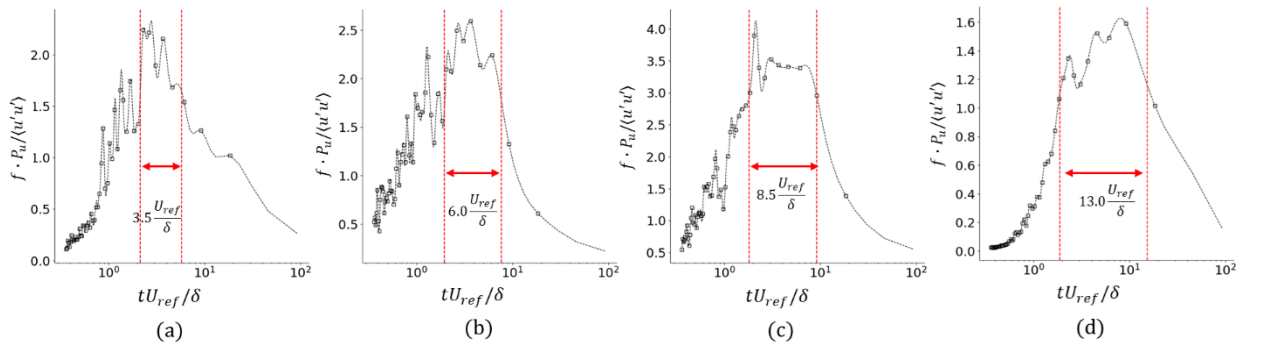 f · P_u/⟨u'u'⟩
2.0
1.5
1.0
0.5
0.0
3.5 U_ref/δ
10^0 10^1 10^2
tU_ref/δ
(a)
f · P_u/⟨u'u'⟩
2.5
2.0
1.5
1.0
0.5
6.0 U_ref/δ
10^0 10^1 10^2
tU_ref/δ
(b)
f · P_u/⟨u'u'⟩
4.0
3.5
3.0
2.5
2.0
1.5
1.0
0.5
8.5 U_ref/δ
10^0 10^1 10^2
tU_ref/δ
(c)
f · P_u/⟨u'u'⟩
1.6
1.4
1.2
1.0
0.8
0.6
0.4
0.2
0.0
13.0 U_ref/δ
10^0 10^1 10^2
tU_ref/δ
(d)